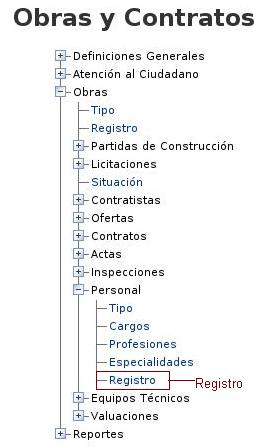 Obras y Contratos
Definiciones Generales
Atención al Ciudadano
Obras
Tipo
Registro
Partidas de Construcción
Licitaciones
Situación
Contratistas
Ofertas
Contratos
Actas
Inspecciones
Personal
Tipo
Cargos
Profesiones
Especialidades
Registro Registro
Equipos Técnicos
Valuaciones
Reportes